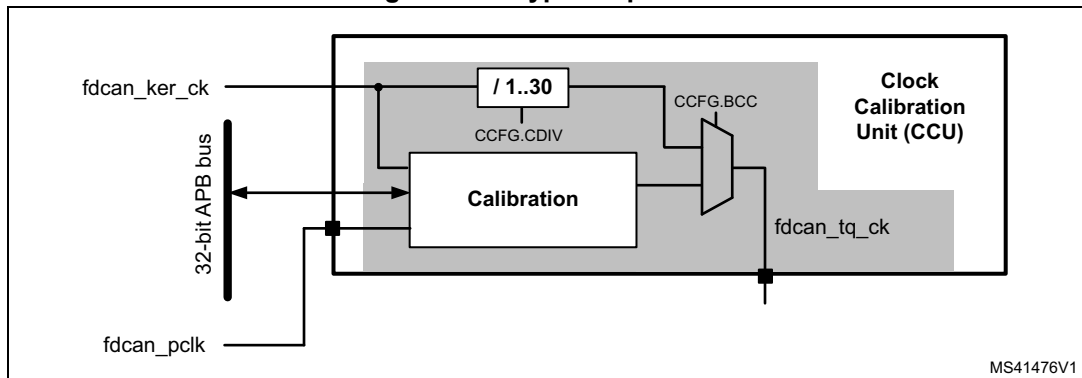 fdcan_ker_ck
/ 1..30
CCFG.CDIV
CCFG.BCC
Clock
Calibration
Unit (CCU)
32-bit APB bus
Calibration
fdcan_tq_ck
fdcan_pclk
MS41476V1